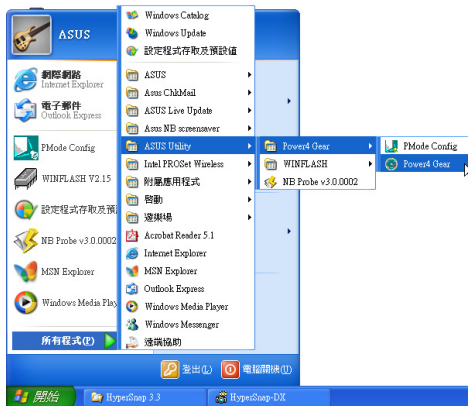 ASUS
網際網路
Internet Explorer
電子郵件
Outlook Express
PMode Config
WINFLASH V2.15
設定程式存取及預
NB Probe v3.0.0002
MSN Explorer
Windows Media Play
所有程式(P)
Windows Catalog
Windows Update
設定程式存取及預設值
ASUS
Asus ChkMail
ASUS Live Update
Asus NB screensaver
ASUS Utility
Intel PROSet Wireless
附屬應用程式
啟動
遊樂場
Acrobat Reader 5.1
Internet Explorer
MSN Explorer
Outlook Express
Windows Media Player
Windows Messenger
遠端協助
Power4 Gear
WINFLASH
NB Probe v3.0.0002
PMode Config
Power4 Gear
登出(L)
電腦關機(U)
開始
HyperSnap 3.3
HyperSnap-DX